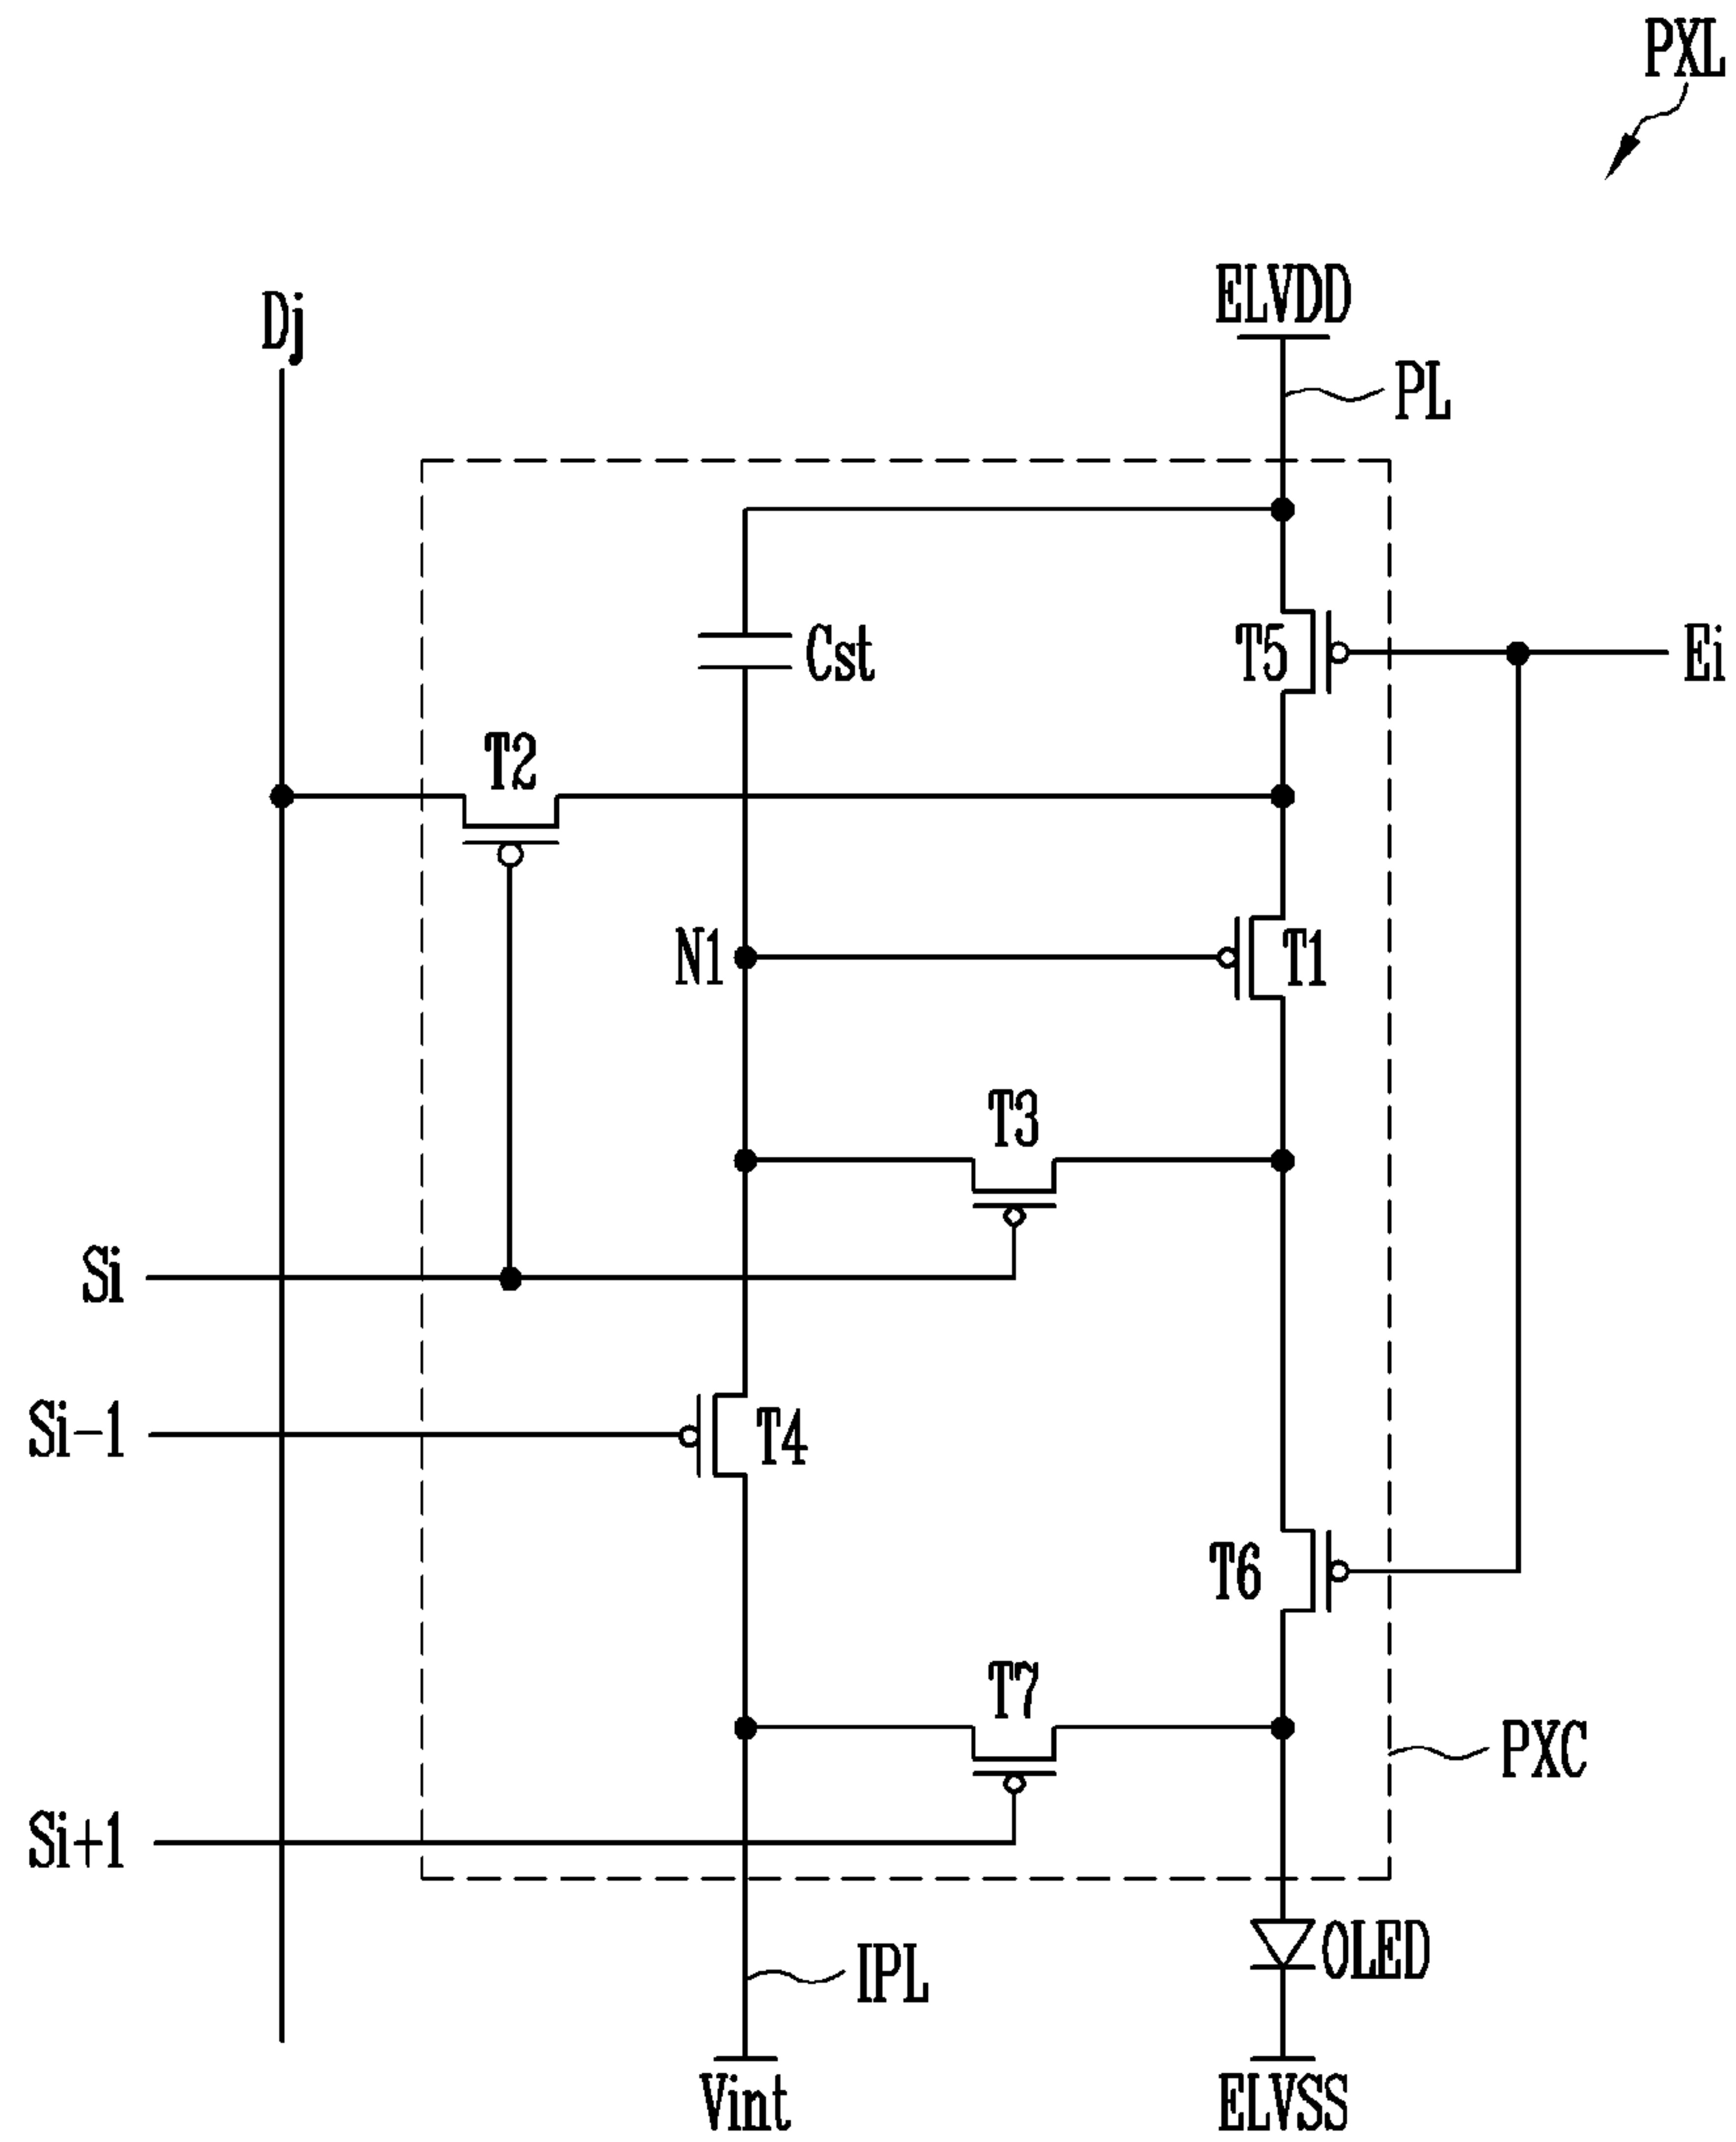 PXL
ELVDD
Dj
PL
Cst
T5
Ei
T2
N1
T1
T3
Si
Si-1
T4
T6
T7
PXC
Si+1
OLED
IPL
Vint
ELVSS